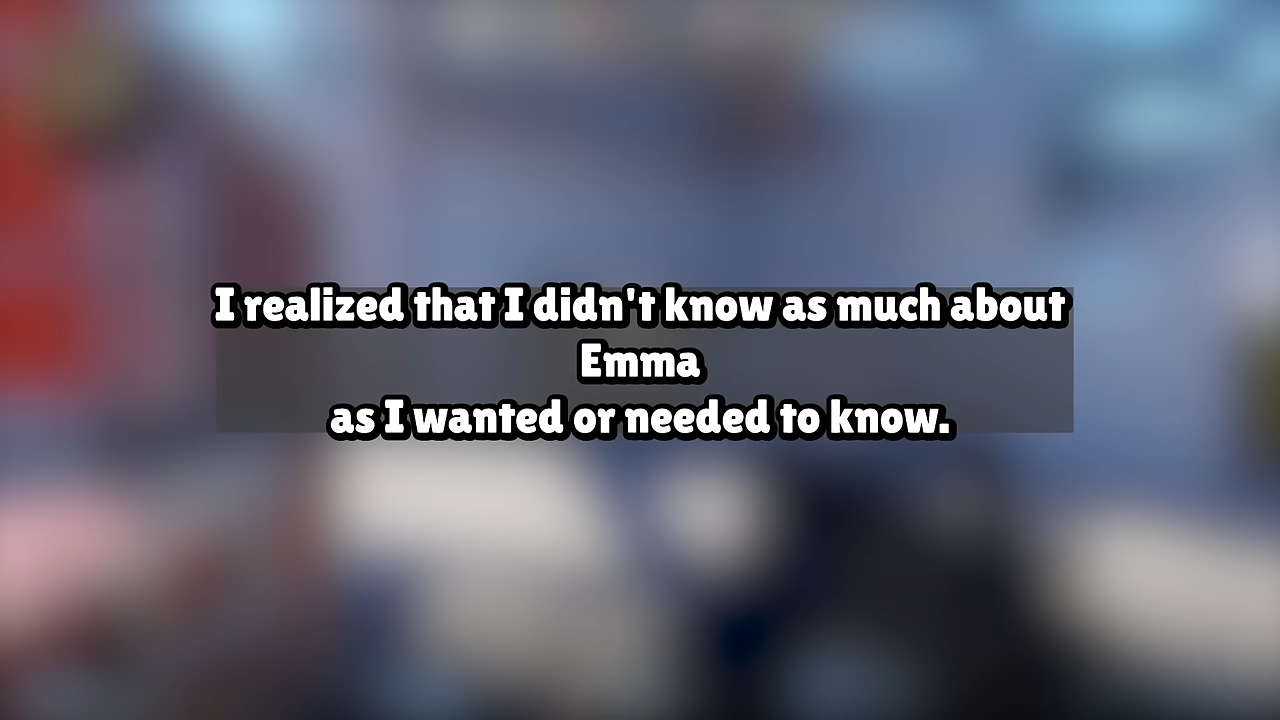 I realized that I didn't know as much about
Emma
as I wanted or needed to know.